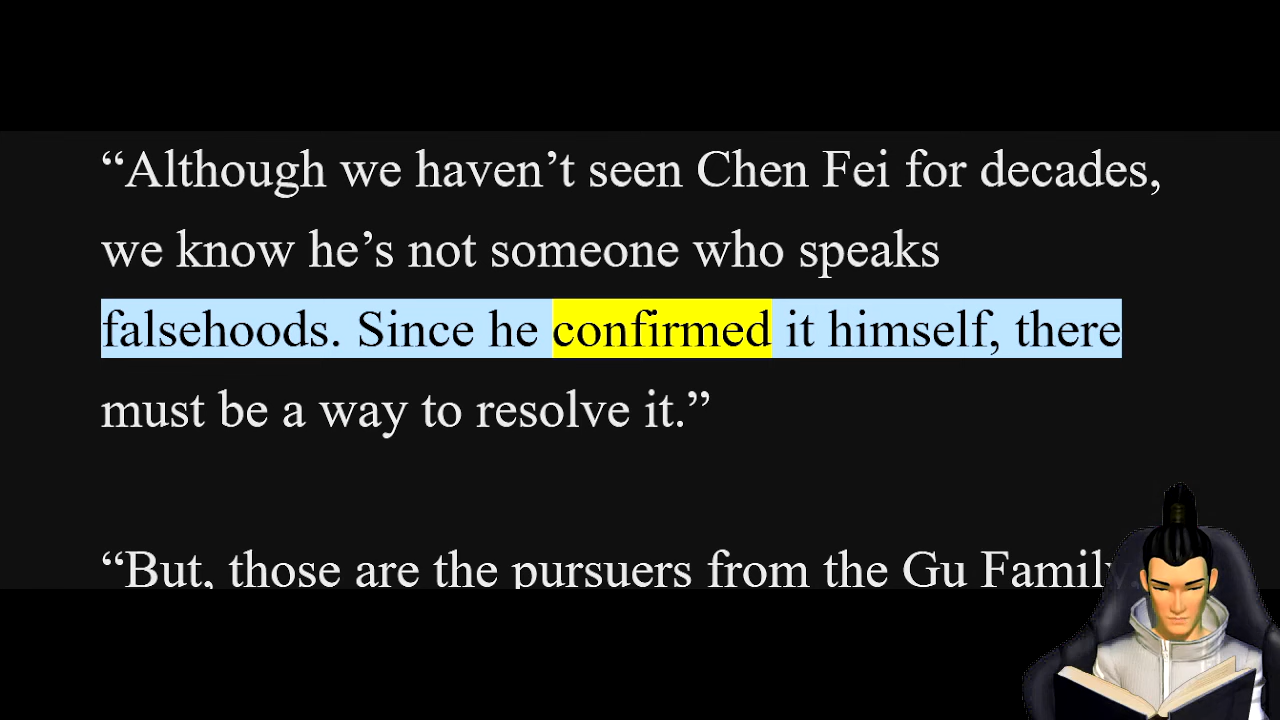 “Although we haven’t seen Chen Fei for decades,
we know he’s not someone who speaks
falsehoods. Since he confirmed it himself, there
must be a way to resolve it.”
“But, those are the pursuers from the Gu Family.